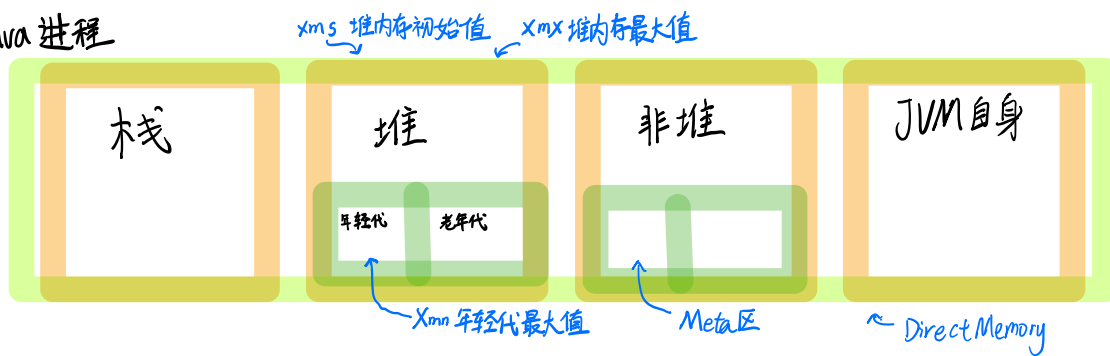 ava 进程
xms 堆内存初始值
xmx 堆内存最大值
栈
堆
非堆
JVM自身
年轻代
老年代
Xmn 年轻代最大值
Meta区
DirectMemory